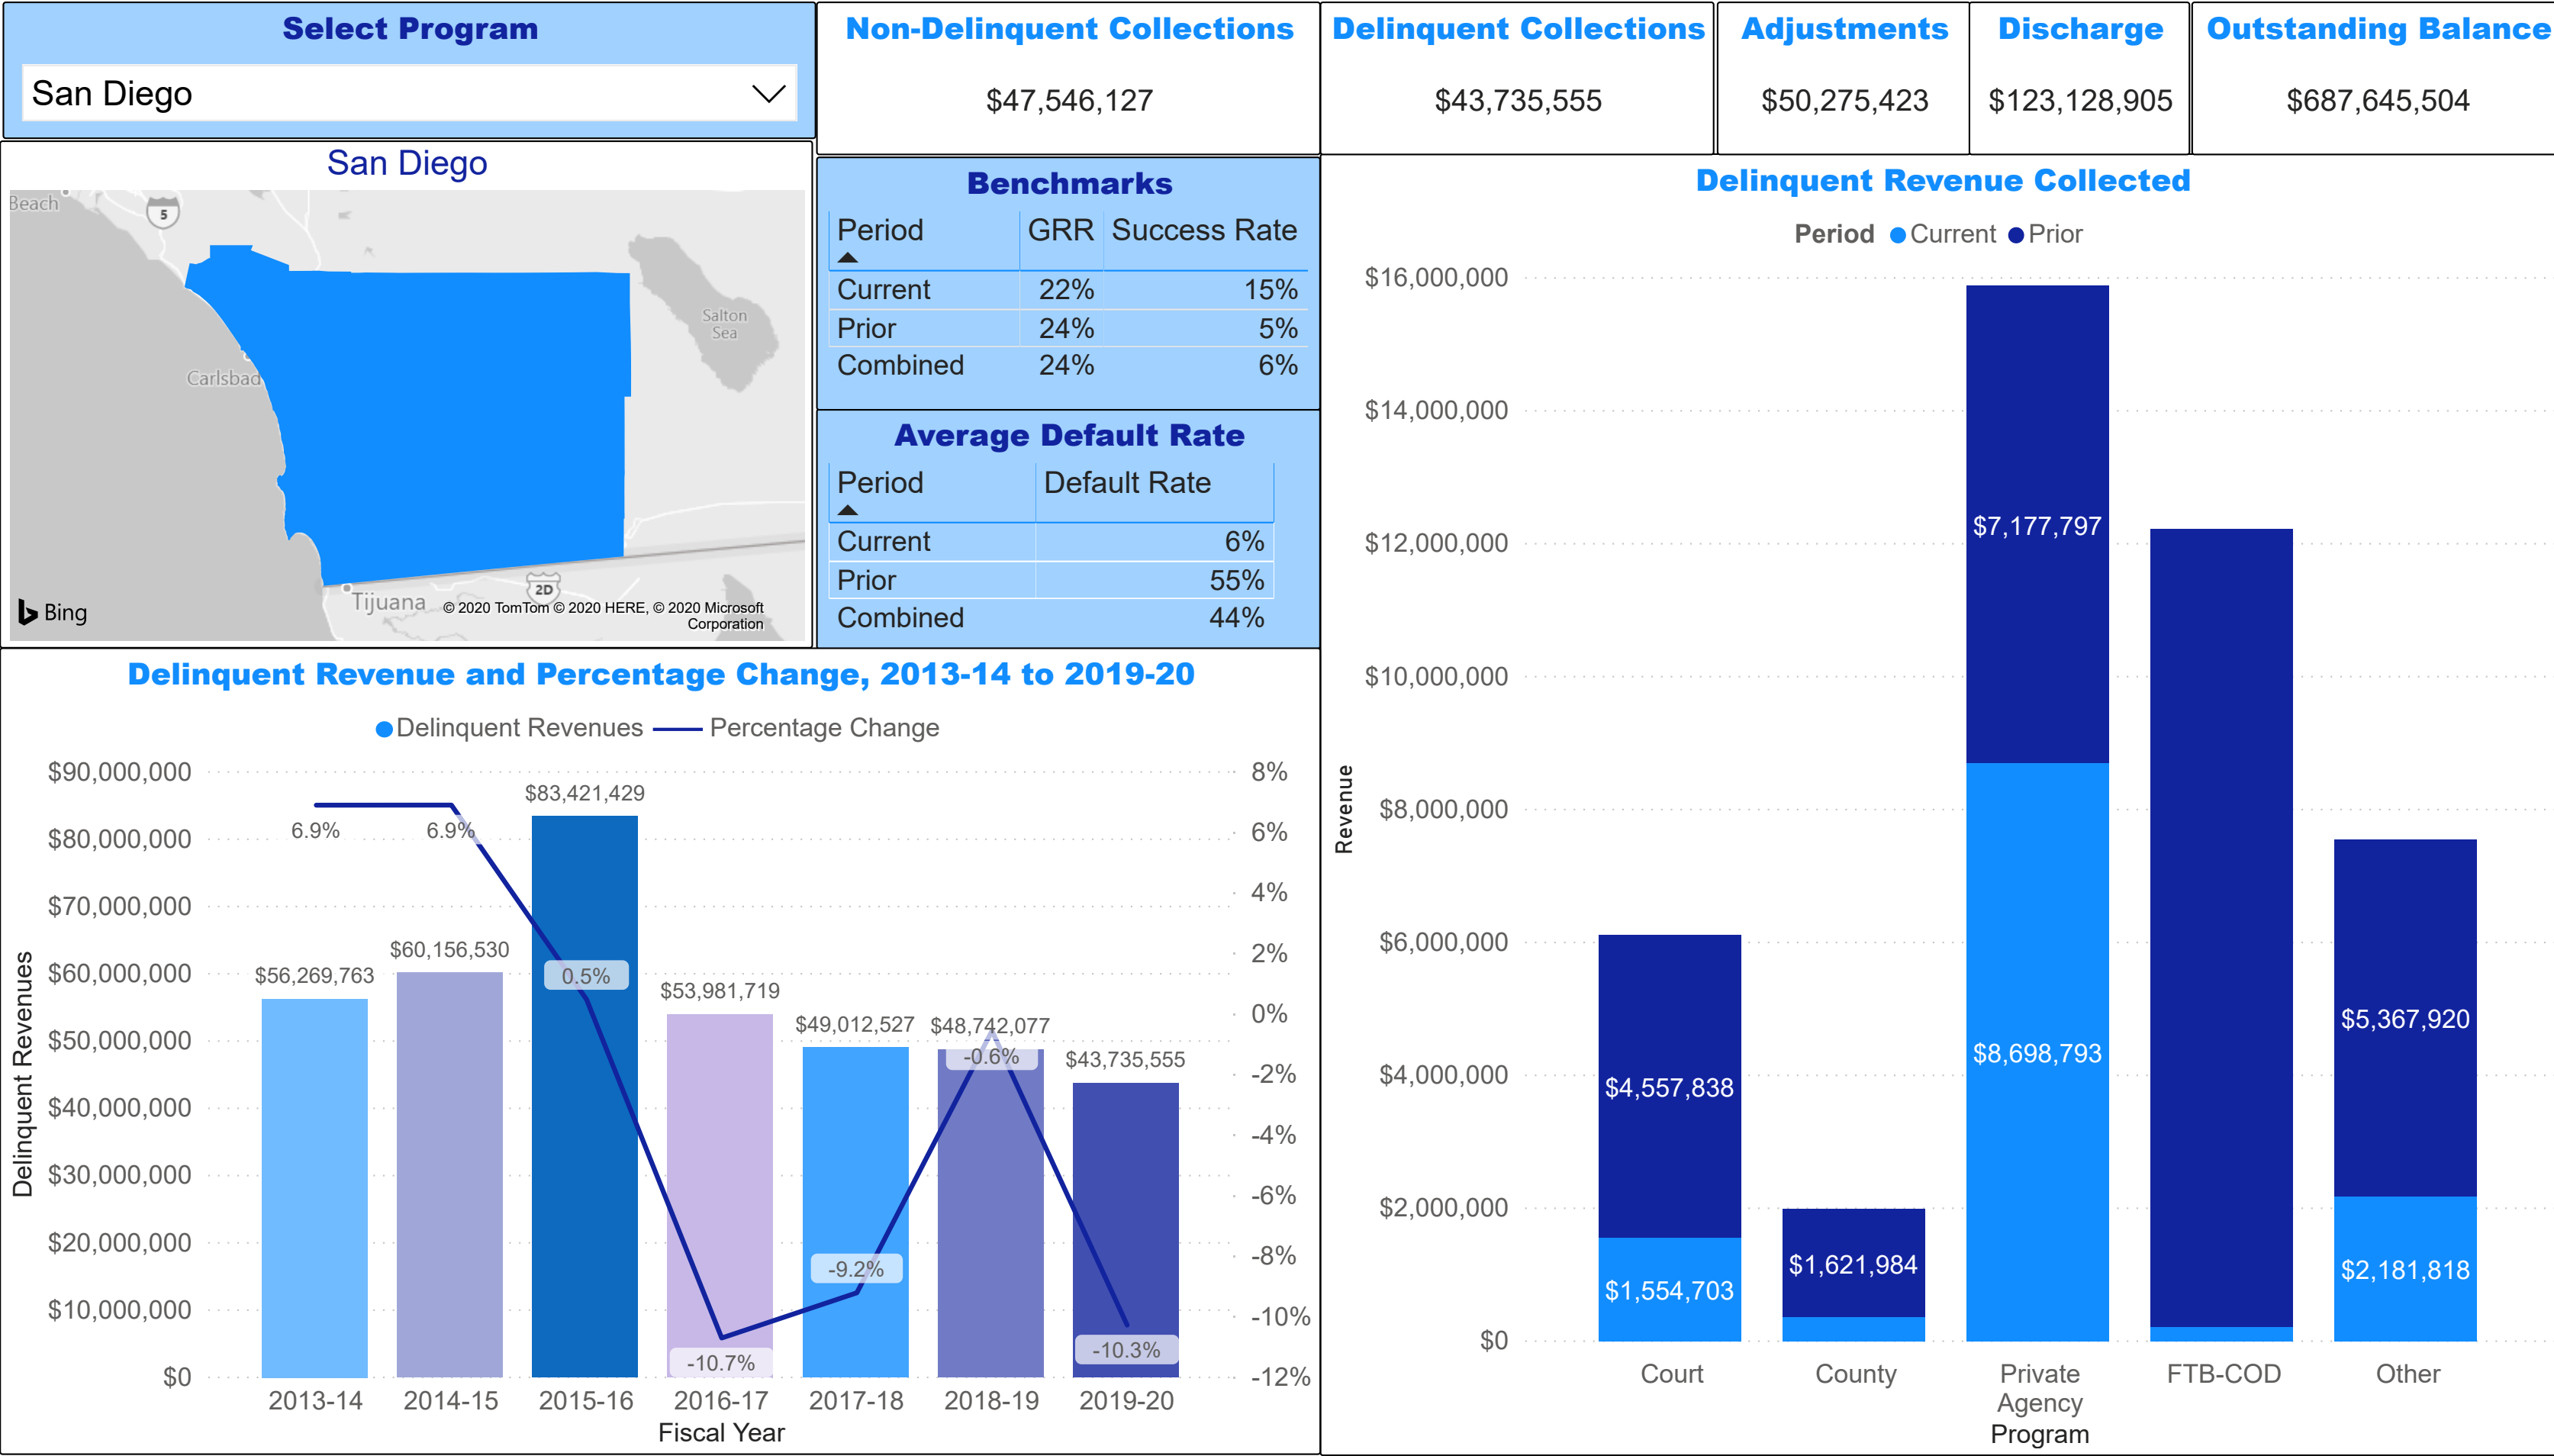 Select Program
San Diego
Non-Delinquent Collections
$47,546,127
Delinquent Collections
$43,735,555
Adjustments
$50,275,423
Discharge
$123,128,905
Outstanding Balance
$687,645,504
San Diego
Beach
5
Carlsbad
Salton
Sea
Tijuana
2D
Bing
© 2020 TomTom © 2020 HERE, © 2020 Microsoft
Corporation
Benchmarks
Period GRR Success Rate
Current 22% 15%
Prior 24% 5%
Combined 24% 6%
Average Default Rate
Period Default Rate
Current 6%
Prior 55%
Combined 44%
Delinquent Revenue and Percentage Change, 2013-14 to 2019-20
Delinquent Revenues Percentage Change
Delinquent Revenues
$90,000,000
$80,000,000
$70,000,000
$60,000,000
$50,000,000
$40,000,000
$30,000,000
$20,000,000
$10,000,000
$0
$56,269,763
$60,156,530
$83,421,429
$53,981,719
$49,012,527
$48,742,077
$43,735,555
6.9%
6.9%
0.5%
-10.7%
-9.2%
-0.6%
-10.3%
8%
6%
4%
2%
0%
-2%
-4%
-6%
-8%
-10%
-12%
2013-14 2014-15 2015-16 2016-17 2017-18 2018-19 2019-20
Fiscal Year
Delinquent Revenue Collected
Period Current Prior
Revenue
$16,000,000
$14,000,000
$12,000,000
$10,000,000
$8,000,000
$6,000,000
$4,000,000
$2,000,000
$0
$4,557,838
$1,554,703
$1,621,984
$7,177,797
$8,698,793
$5,367,920
$2,181,818
Court County Private FTB-COD Other
Agency
Program